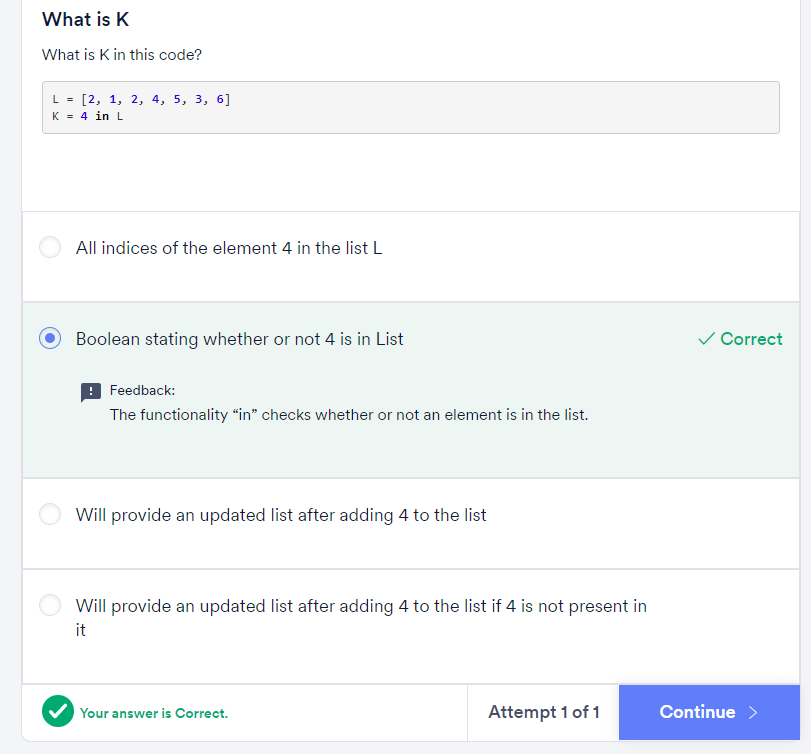 What is K
What is K in this code?
L = [2, 1, 2, 4, 5, 3, 6]
K = 4 in L
All indices of the element 4 in the list L
Boolean stating whether or not 4 is in List
Correct
Feedback:
The functionality “in” checks whether or not an element is in the list.
Will provide an updated list after adding 4 to the list
Will provide an updated list after adding 4 to the list if 4 is not present in
it
Your answer is Correct.
Attempt 1 of 1
Continue